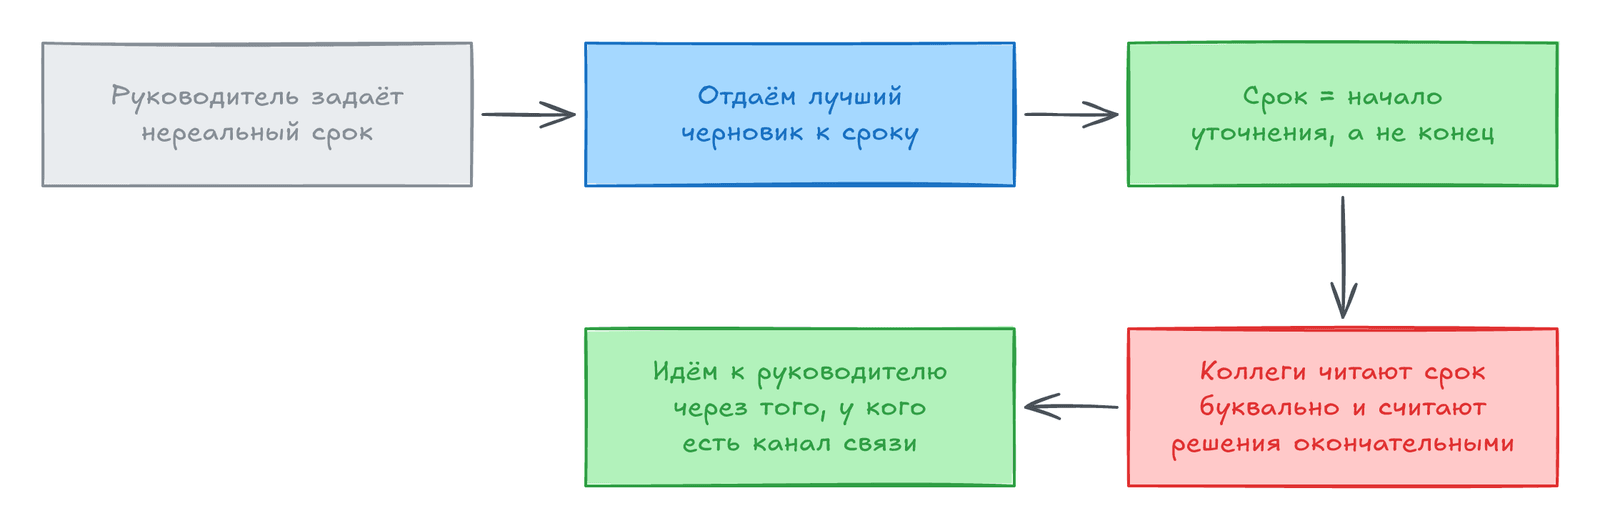 Руководитель задаёт
нереальный срок
Отдаём лучший
черновик к сроку
Срок = начало
уточнения, а не конец
Коллеги читают срок
буквально и считают
решения окончательными
Идём к руководителю
через того, у кого
есть канал связи